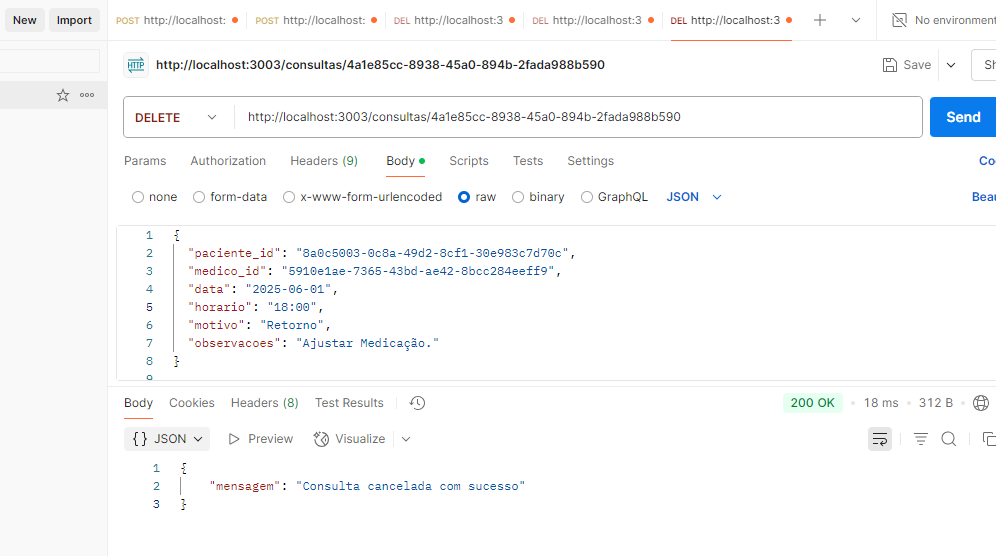 New Import
POST http://localhost: POST http://localhost: DEL http://localhost:3 DEL http://localhost:3 DEL http://localhost:3 No environment
HTTP http://localhost:3003/consultas/4a1e85cc-8938-45a0-894b-2fada988b590 Save Sh
DELETE http://localhost:3003/consultas/4a1e85cc-8938-45a0-894b-2fada988b590 Send
Params Authorization Headers (9) Body Scripts Tests Settings Coo
none form-data x-www-form-urlencoded raw binary GraphQL JSON Beau
1 {
2 "paciente_id": "8a0c5003-0c8a-49d2-8cf1-30e983c7d70c",
3 "medico_id": "5910e1ae-7365-43bd-ae42-8bcc284eeff9",
4 "data": "2025-06-01",
5 "horario": "18:00",
6 "motivo": "Retorno",
7 "observacoes": "Ajustar Medicação."
8 }
9
Body Cookies Headers (8) Test Results 200 OK • 18 ms • 312 B •
{} JSON Preview Visualize
1 {
2 "mensagem": "Consulta cancelada com sucesso"
3 }